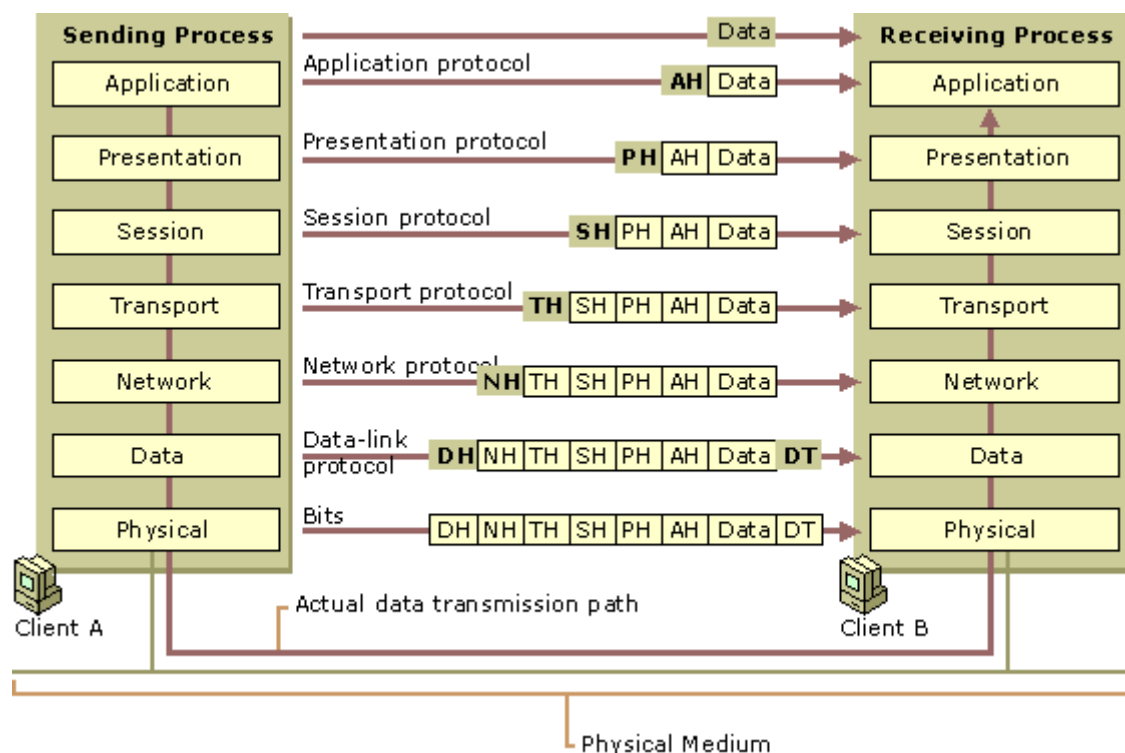 Sending Process
Data
Receiving Process
Application protocol
Application
AH Data
Application
Presentation protocol
Presentation
PH AH Data
Presentation
Session protocol
Session
SH PH AH Data
Session
Transport protocol
Transport
TH SH PH AH Data
Transport
Network protocol
Network
NH TH SH PH AH Data
Network
Data-link
protocol
Data
DH NH TH SH PH AH Data DT
Data
Bits
Physical
DH NH TH SH PH AH Data DT
Physical
Actual data transmission path
Client A
Client B
Physical Medium